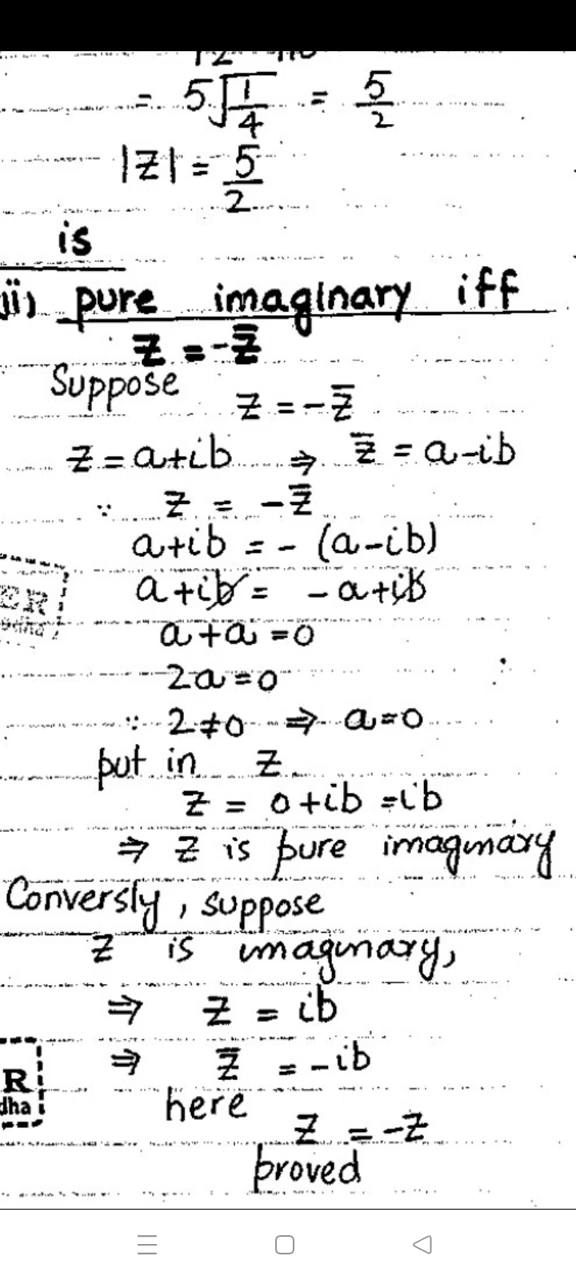 = 5√1/4 = 5/2
|Z| = 5/2
is
ii) pure imaginary iff
Z = -Z̅
Suppose Z = -Z̅
Z = a+ib ⇒ Z̅ = a-ib
∵ Z = -Z̅
a+ib = - (a-ib)
a+ib = -a+ib
a+a = 0
2a = 0
∵ 2≠0 ⇒ a=0
put in Z
Z = 0+ib = ib
⇒ Z is pure imaginary
Conversly, suppose
Z is imaginary,
⇒ Z = ib
⇒ Z̅ = -ib
R
dha
here Z = -Z
proved